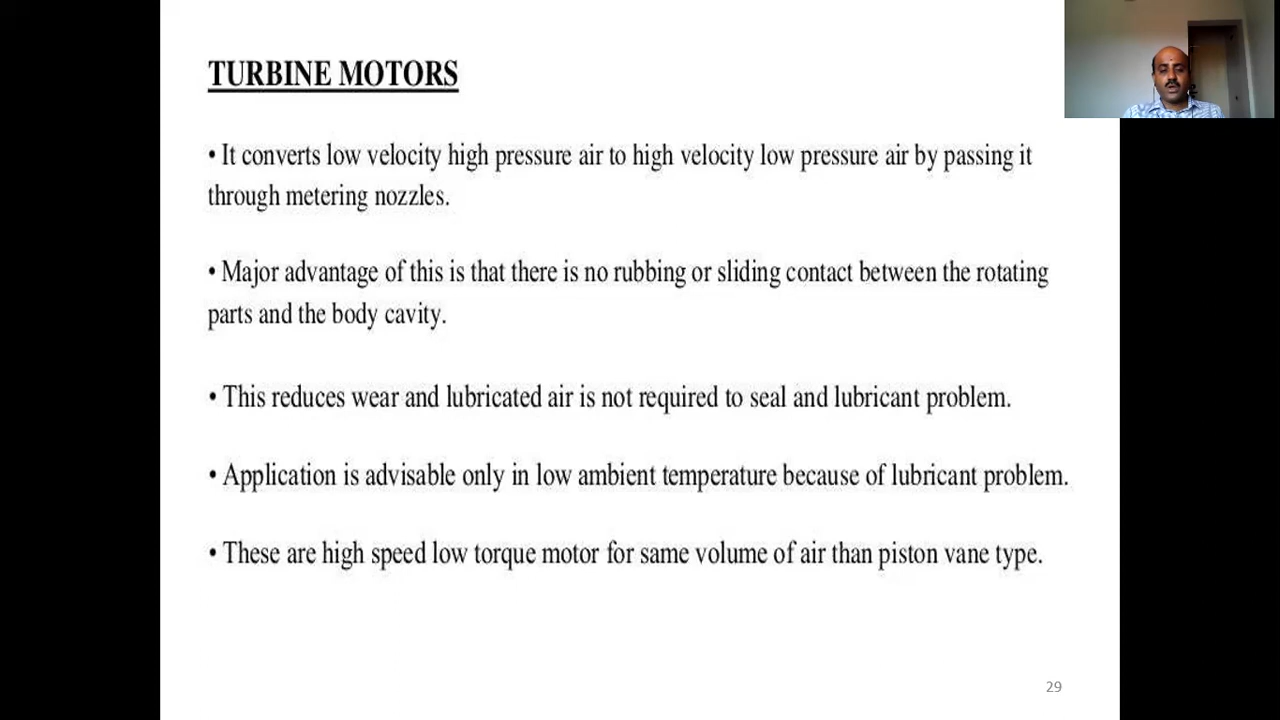 TURBINE MOTORS
• It converts low velocity high pressure air to high velocity low pressure air by passing it
through metering nozzles.
• Major advantage of this is that there is no rubbing or sliding contact between the rotating
parts and the body cavity.
• This reduces wear and lubricated air is not required to seal and lubricant problem.
• Application is advisable only in low ambient temperature because of lubricant problem.
• These are high speed low torque motor for same volume of air than piston vane type.
29